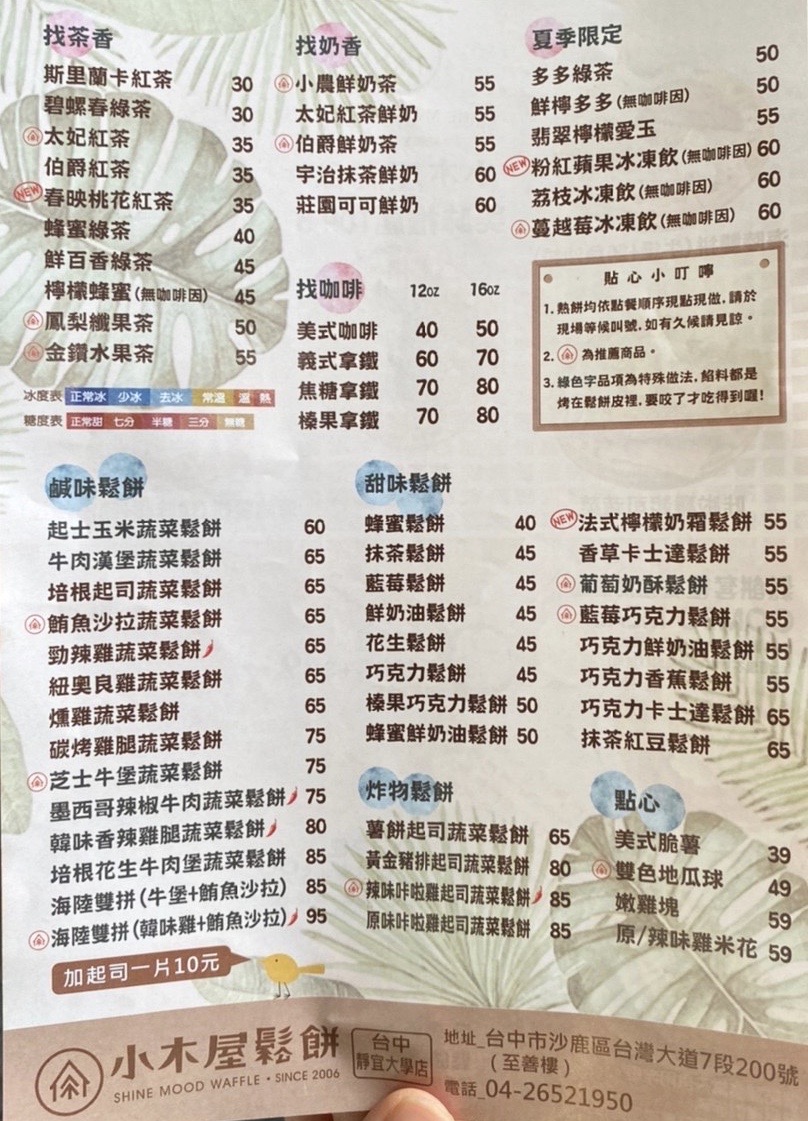 找茶香
斯里蘭卡紅茶 30
碧螺春綠茶 30
太妃紅茶 35
伯爵紅茶 35
NEW 春映桃花紅茶 35
蜂蜜綠茶 40
鮮百香綠茶 45
檸檬蜂蜜(無咖啡因) 45
鳳梨纖果茶 50
金鑽水果茶 55
冰度表 正常冰 少冰 去冰 常溫 溫 熱
糖度表 正常甜 七分 半糖 三分 無糖
找奶香
小農鮮奶茶 55
太妃紅茶鮮奶 55
伯爵鮮奶茶 55
宇治抹茶鮮奶 60
莊園可可鮮奶 60
找咖啡 12oz 16oz
美式咖啡 40 50
義式拿鐵 60 70
焦糖拿鐵 70 80
榛果拿鐵 70 80
夏季限定
多多綠茶 50
鮮檸多多(無咖啡因) 50
翡翠檸檬愛玉 55
NEW 粉紅蘋果冰凍飲(無咖啡因) 60
荔枝冰凍飲(無咖啡因) 60
蔓越莓冰凍飲(無咖啡因) 60
貼心小叮嚀
1. 熱餅均依點餐順序現點現做,請於
現場等候叫號,如有久候請見諒。
2. 為推薦商品。
3. 綠色字品項為特殊做法,餡料都是
烤在鬆餅皮裡,要咬了才吃得到喔!
鹹味鬆餅
起士玉米蔬菜鬆餅 60
牛肉漢堡蔬菜鬆餅 65
培根起司蔬菜鬆餅 65
鮪魚沙拉蔬菜鬆餅 65
勁辣雞蔬菜鬆餅 65
紐奧良雞蔬菜鬆餅 65
燻雞蔬菜鬆餅 65
碳烤雞腿蔬菜鬆餅 75
芝士牛堡蔬菜鬆餅 75
墨西哥辣椒牛肉蔬菜鬆餅 75
韓味香辣雞腿蔬菜鬆餅 80
培根花生牛肉堡蔬菜鬆餅 85
海陸雙拼(牛堡+鮪魚沙拉) 85
海陸雙拼(韓味雞+鮪魚沙拉) 95
加起司一片10元
甜味鬆餅
蜂蜜鬆餅 40
抹茶鬆餅 45
藍莓鬆餅 45
鮮奶油鬆餅 45
花生鬆餅 45
巧克力鬆餅 45
榛果巧克力鬆餅 50
蜂蜜鮮奶油鬆餅 50
NEW 法式檸檬奶霜鬆餅 55
香草卡士達鬆餅 55
葡萄奶酥鬆餅 55
藍莓巧克力鬆餅 55
巧克力鮮奶油鬆餅 55
巧克力香蕉鬆餅 55
巧克力卡士達鬆餅 65
抹茶紅豆鬆餅 65
炸物鬆餅
薯餅起司蔬菜鬆餅 65
黃金豬排起司蔬菜鬆餅 80
辣味咔啦雞起司蔬菜鬆餅 85
原味咔啦雞起司蔬菜鬆餅 85
點心
美式脆薯 39
雙色地瓜球 49
嫩雞塊 59
原/辣味雞米花 59
小木屋鬆餅
SHINE MOOD WAFFLE • SINCE 2006
台中
靜宜大學店
地址_台中市沙鹿區台灣大道7段200號
(至善樓)
電話_04-26521950